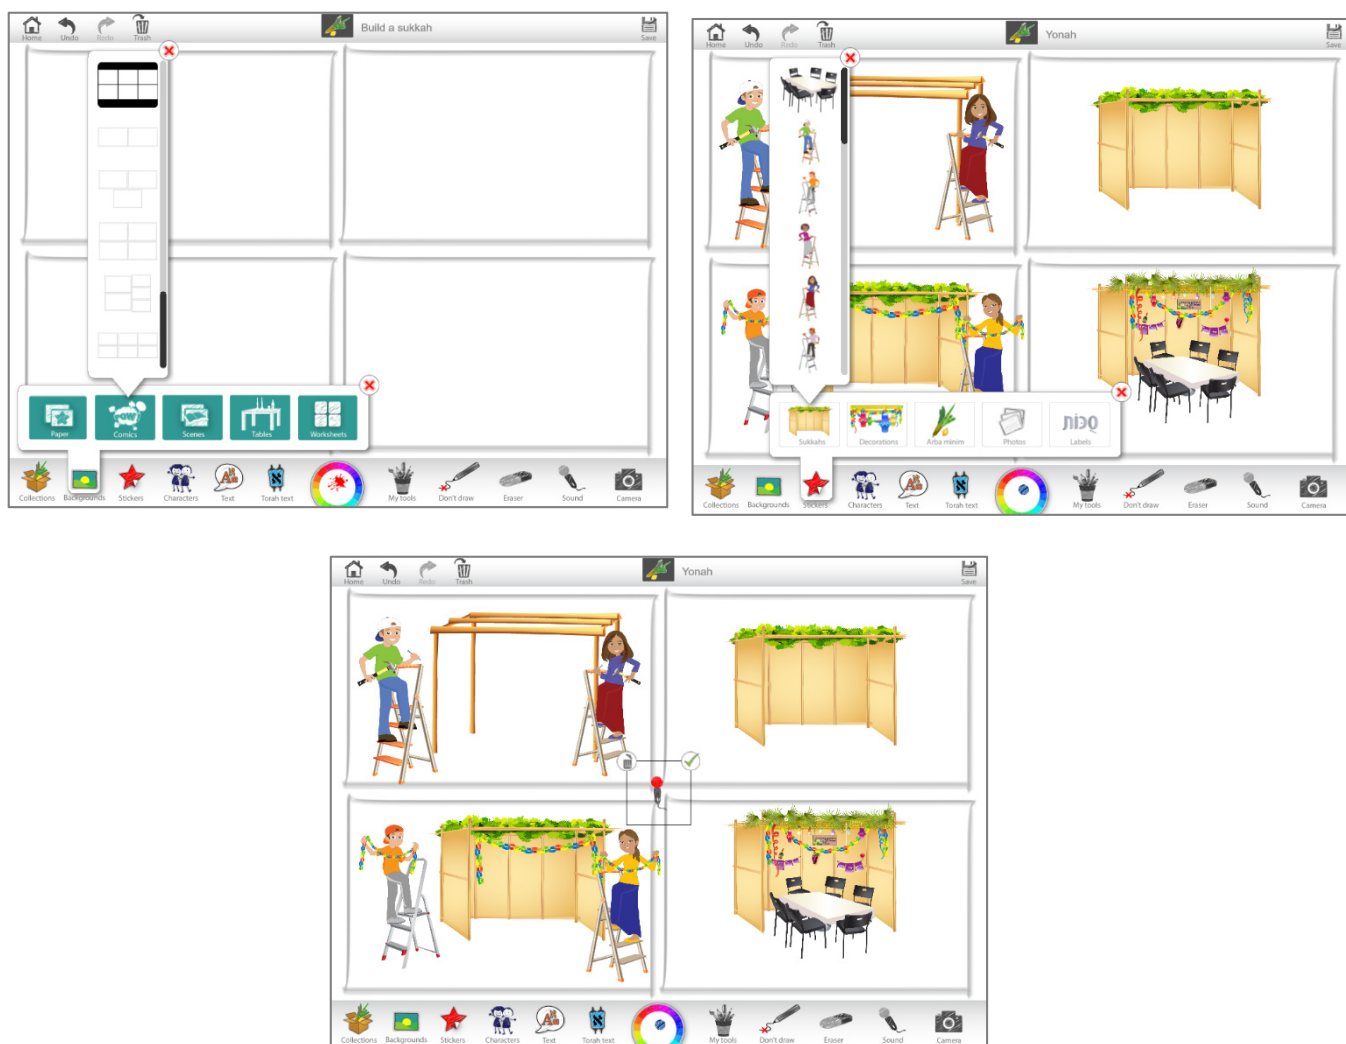 Build a sukkah
Home Undo Redo Trash Save
POW!
Paper Comics Scenes Tables Worksheets
Collections Backgrounds Stickers Characters Text Torah text My tools Don't draw Eraser Sound Camera
Yonah
Home Undo Redo Trash Save
סֻכּוֹת
Sukkahs Decorations Arba minim Photos Labels
Collections Backgrounds Stickers Characters Text Torah text My tools Don't draw Eraser Sound Camera
Yonah
Home Undo Redo Trash Save
Collections Backgrounds Stickers Characters Text Torah text My tools Don't draw Eraser Sound Camera